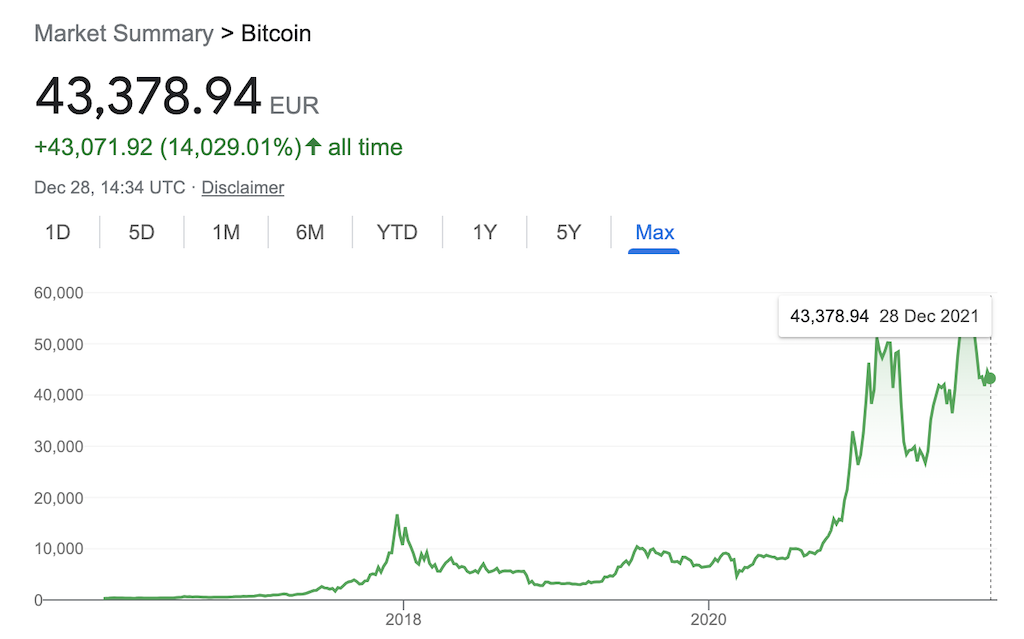 Market Summary > Bitcoin
43,378.94 EUR
+43,071.92 (14,029.01%)↑ all time
Dec 28, 14:34 UTC · Disclaimer
1D 5D 1M 6M YTD 1Y 5Y Max
60,000
43,378.94 28 Dec 2021
50,000
40,000
30,000
20,000
10,000
0
2018 2020